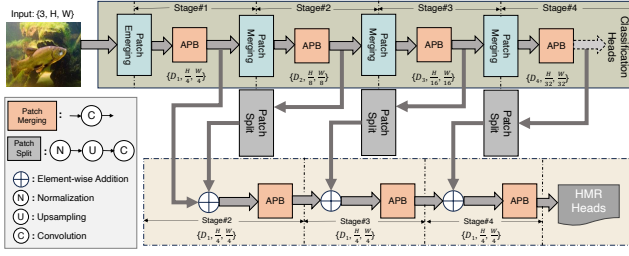 Input: {3, H, W}
Stage#1
Stage#2
Stage#3
Stage#4
Patch
Emerging
APB
Patch
Merging
APB
Patch
Merging
APB
Patch
Merging
APB
Classification
Heads
{D₁, H/4, W/4}
{D₂, H/8, W/8}
{D₃, H/16, W/16}
{D₄, H/32, W/32}
Patch
Split
Patch
Split
Patch
Split
Patch
Merging
:
C
Patch
Split
:
N
U
C
: Element-wise Addition
N : Normalization
U : Upsampling
C : Convolution
APB
APB
APB
HMR
Heads
Stage#2
Stage#3
Stage#4
{D₁, H/4, W/4}
{D₁, H/4, W/4}
{D₁, H/4, W/4}